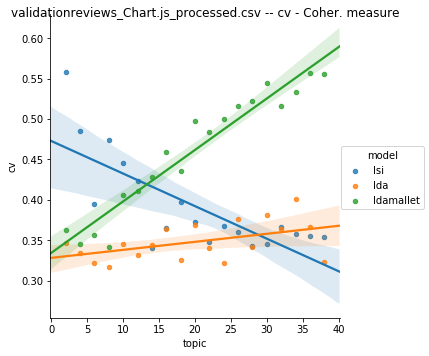 validationreviews_Chart.js_processed.csv -- cv - Coher. measure
0.60
0.55
0.50
0.45
0.40
0.35
0.30
cv
0 5 10 15 20 25 30 35 40
topic
model
lsi
lda
ldamallet